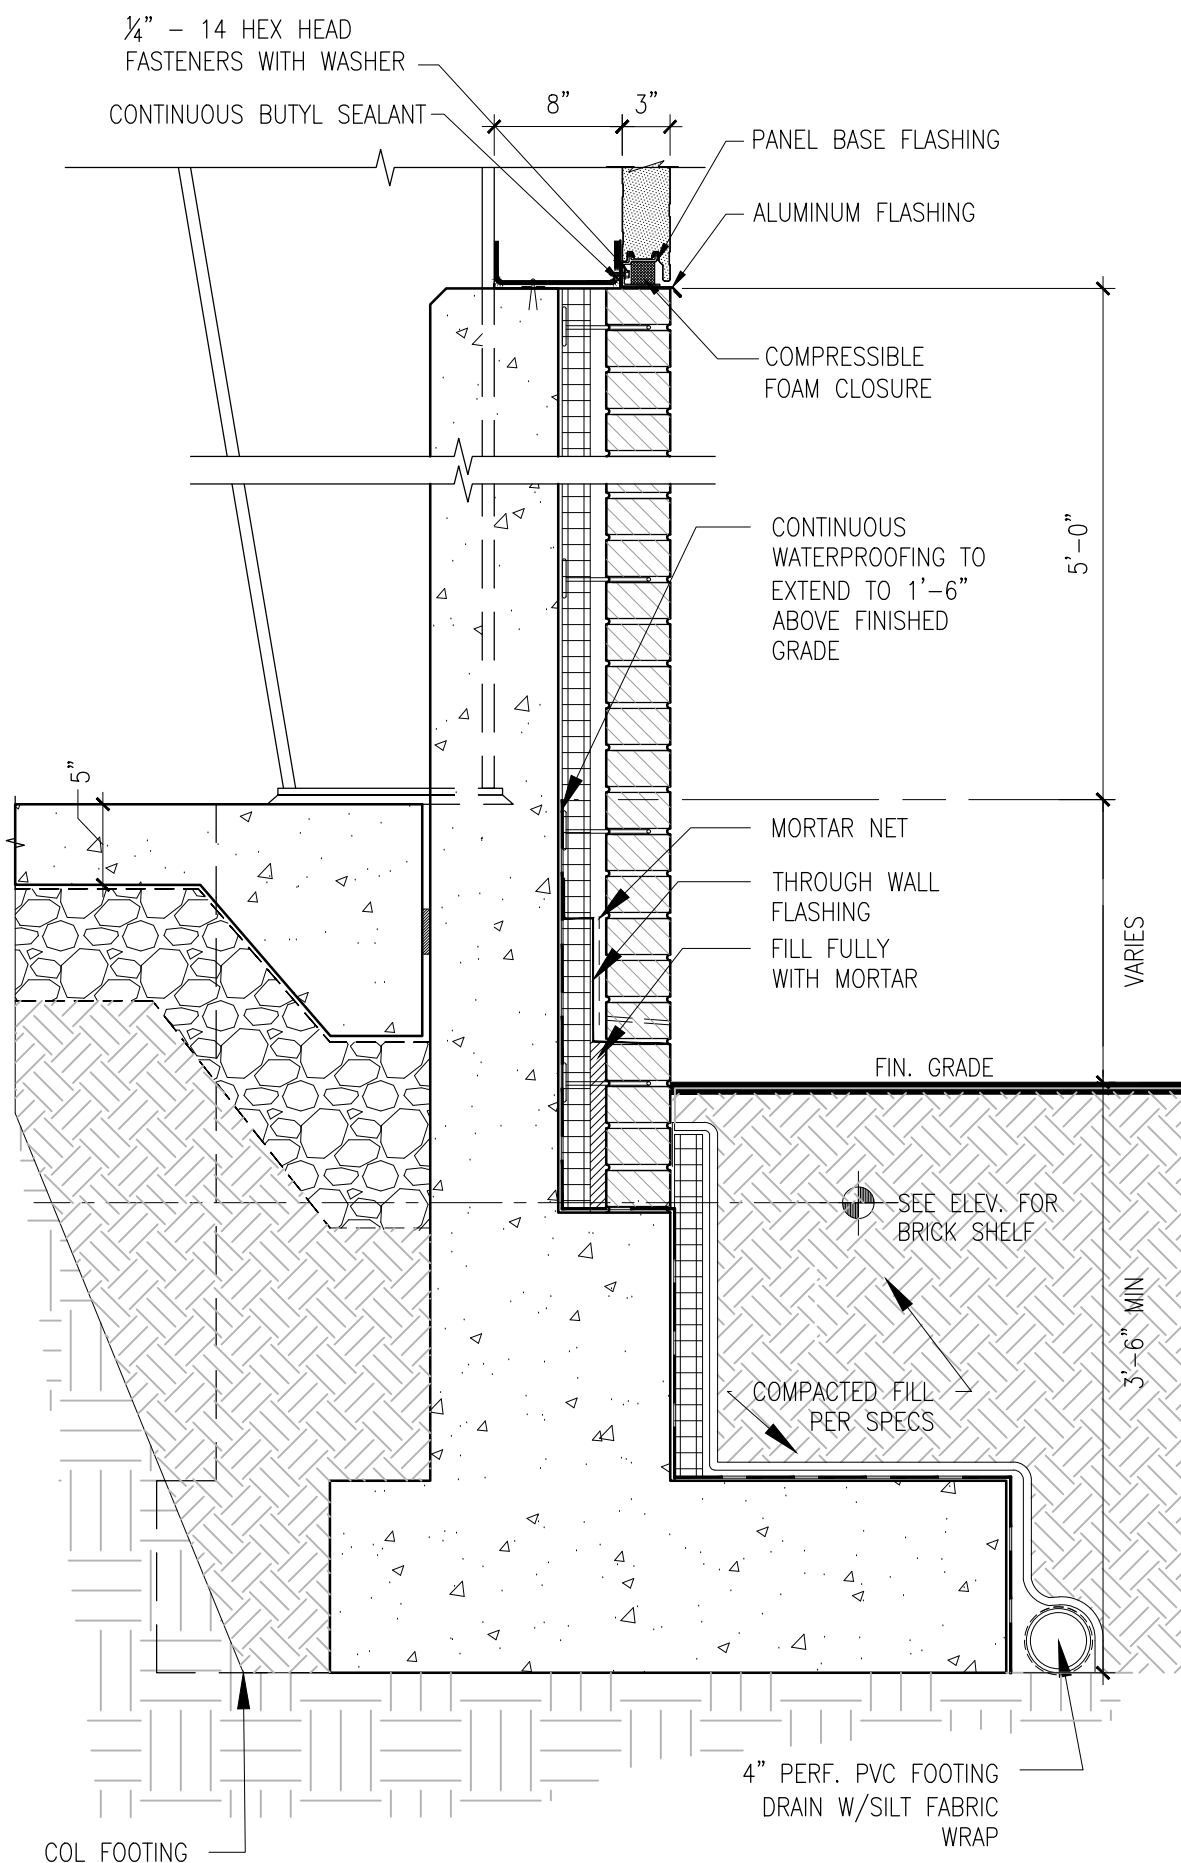 ¼” – 14 HEX HEAD
FASTENERS WITH WASHER
CONTINUOUS BUTYL SEALANT
8”
3”
PANEL BASE FLASHING
ALUMINUM FLASHING
COMPRESSIBLE
FOAM CLOSURE
CONTINUOUS
WATERPROOFING TO
EXTEND TO 1’–6”
ABOVE FINISHED
GRADE
5’–0”
5”
MORTAR NET
THROUGH WALL
FLASHING
FILL FULLY
WITH MORTAR
VARIES
FIN. GRADE
SEE ELEV. FOR
BRICK SHELF
3’–6” MIN
COMPACTED FILL
PER SPECS
4” PERF. PVC FOOTING
DRAIN W/SILT FABRIC
WRAP
COL FOOTING